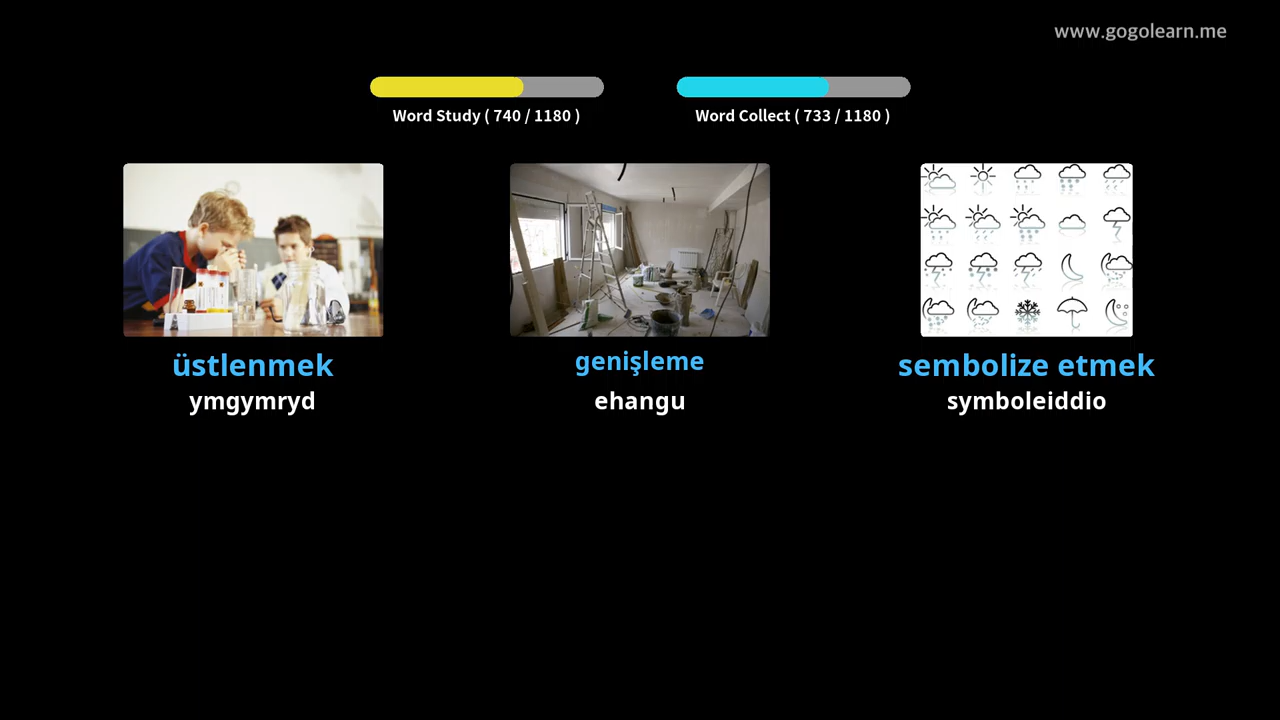 www.gogolearn.me
Word Study ( 740 / 1180 )
Word Collect ( 733 / 1180 )
üstlenmek
ymgymryd
genişleme
ehangu
sembolize etmek
symboleiddio